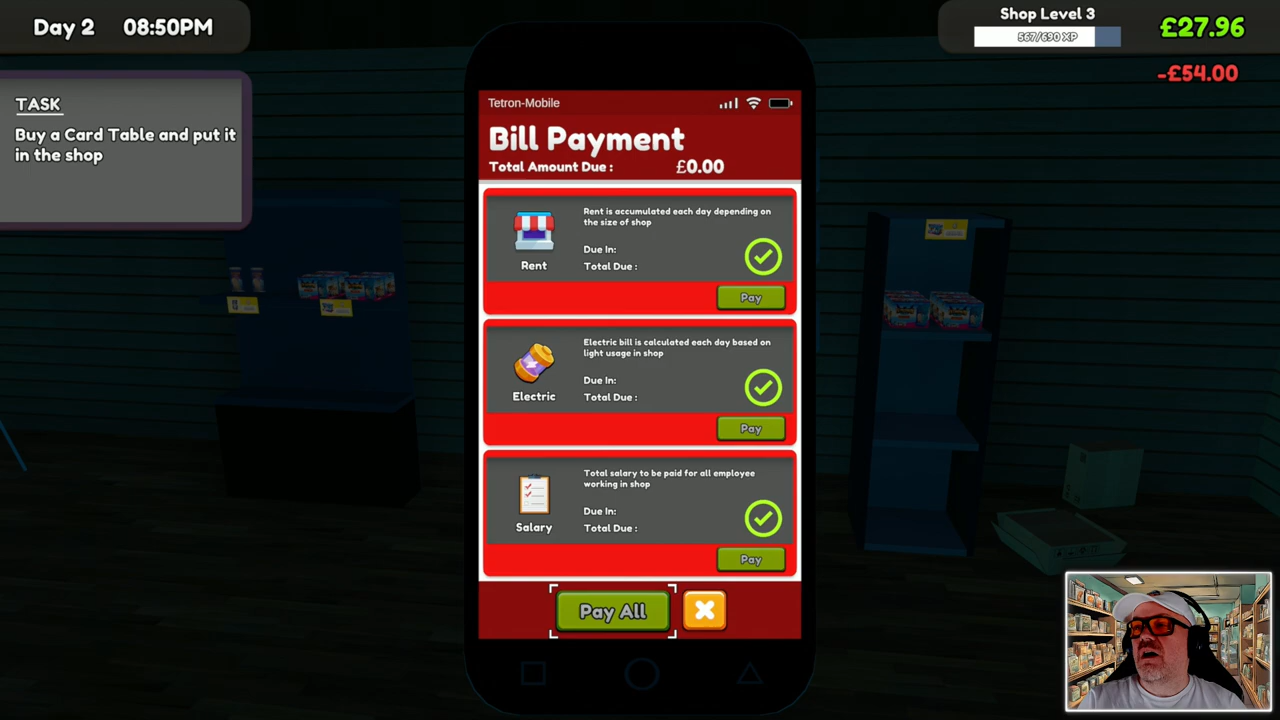 Day 2 08:50PM
Shop Level 3
567/690 XP
£27.96
-£54.00
TASK
Buy a Card Table and put it
in the shop
Tetron-Mobile
Bill Payment
Total Amount Due : £0.00
Rent is accumulated each day depending on
the size of shop
Due In:
Total Due :
Rent
Pay
Electric bill is calculated each day based on
light usage in shop
Due In:
Total Due :
Electric
Pay
Total salary to be paid for all employee
working in shop
Due In:
Total Due :
Salary
Pay
Pay All